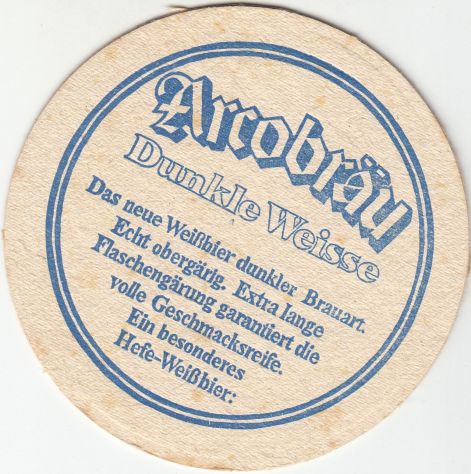 Arcobräu
Dunkle Weisse
Das neue Weißbier dunkler Brauart.
Echt obergärig. Extra lange
Flaschengärung garantiert die
volle Geschmacksreife.
Ein besonderes
Hefe-Weißbier: